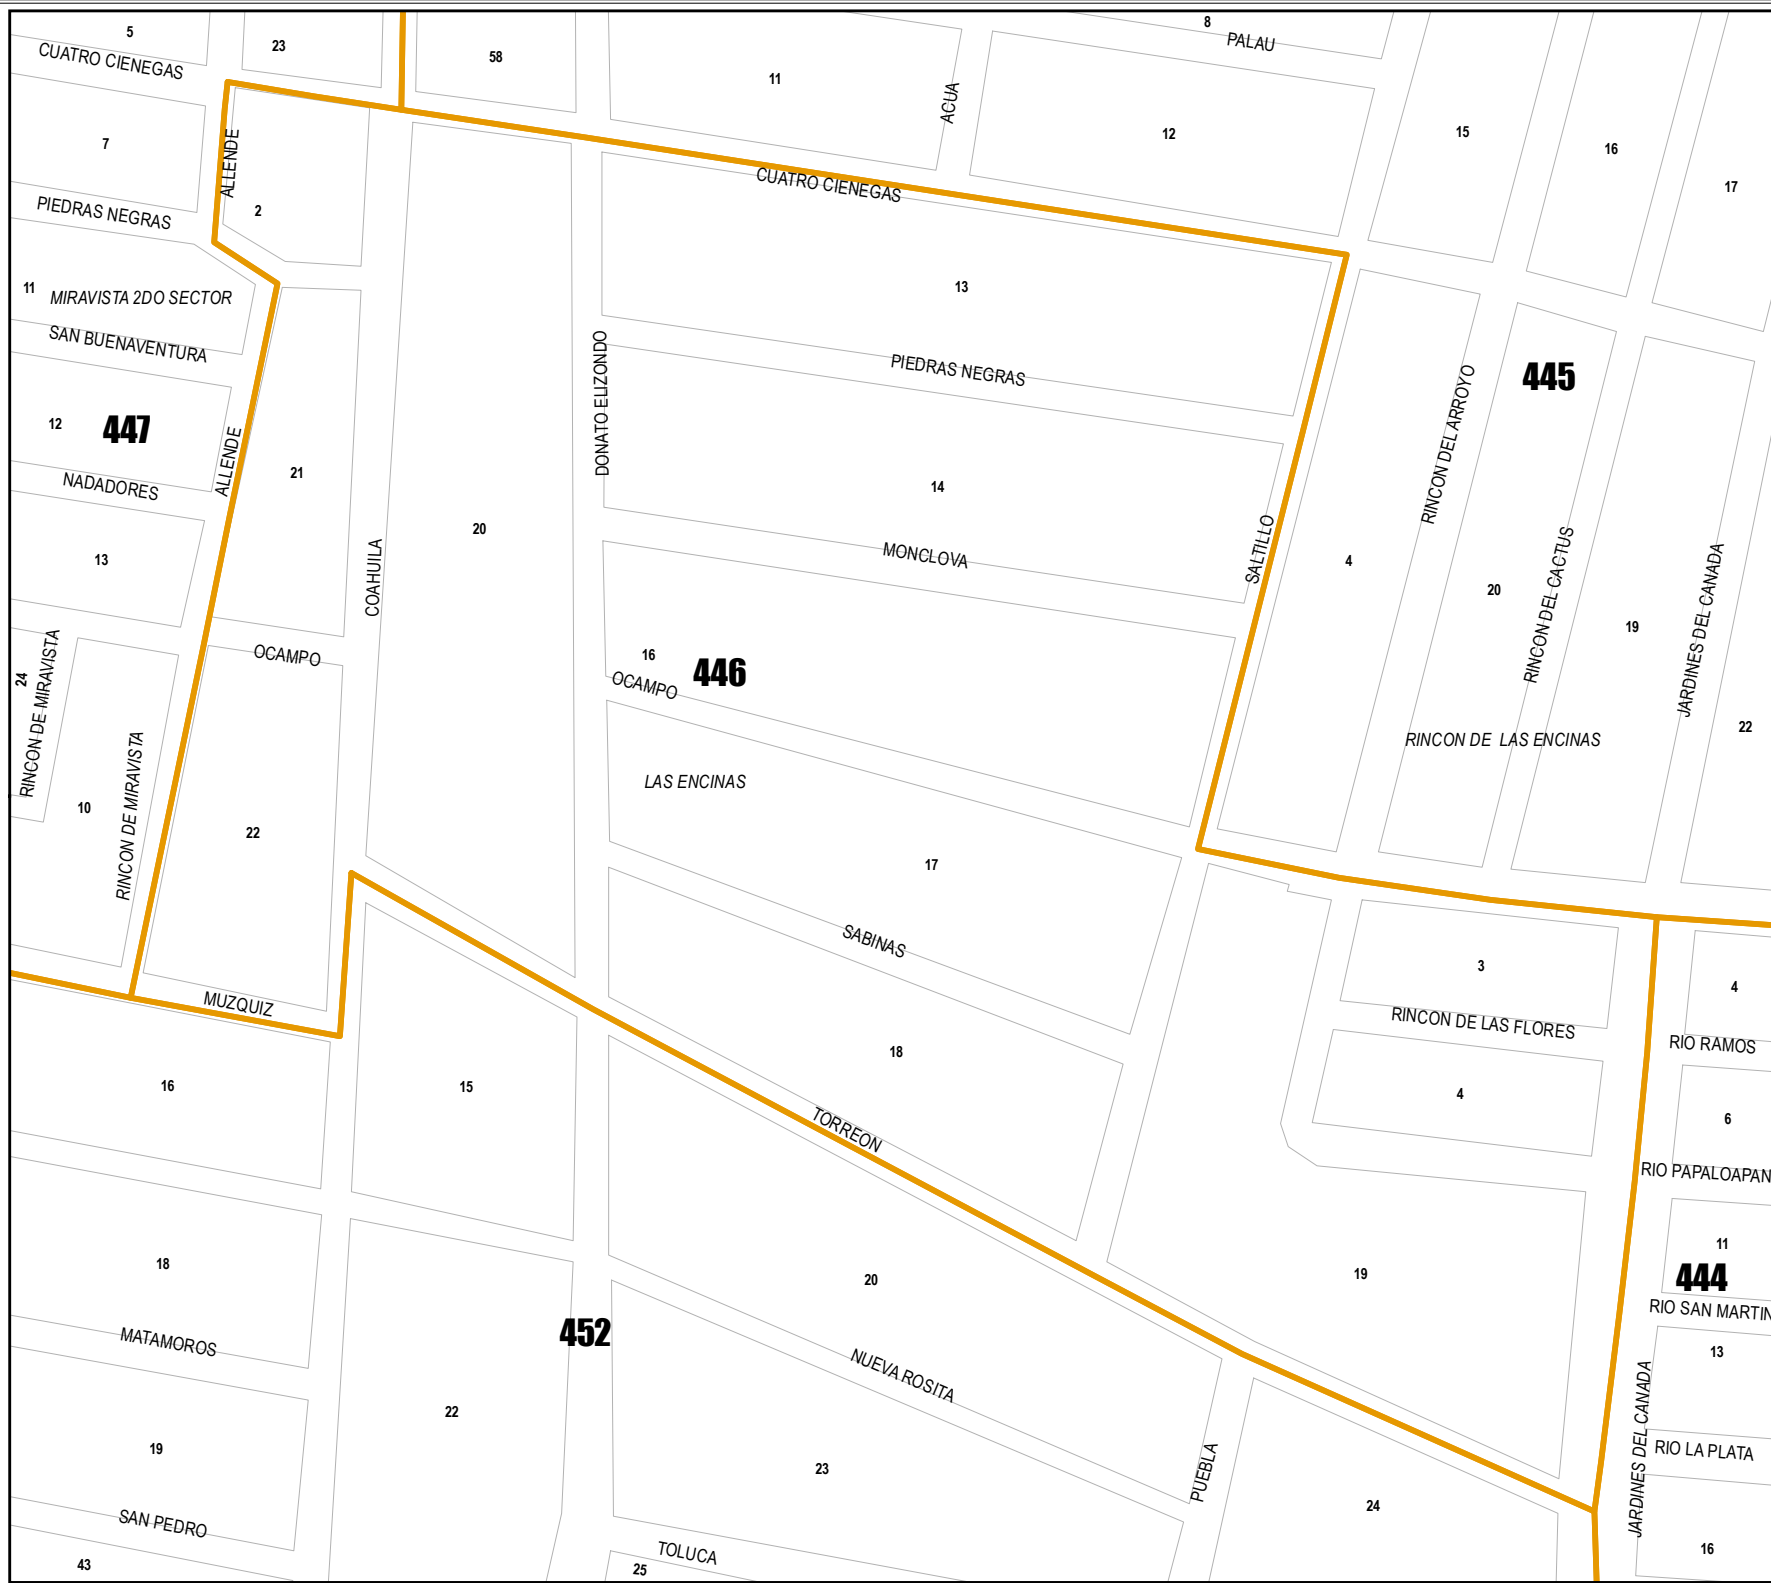 5
23
58
8
PALAU
CUATRO CIENEGAS
11
ACUA
12
15
16
17
7
ALLENDE
2
CUATRO CIENEGAS
PIEDRAS NEGRAS
11
MIRAVISTA 2DO SECTOR
13
SAN BUENAVENTURA
DONATO ELIZONDO
PIEDRAS NEGRAS
445
12
447
ALLENDE
RINCON DEL ARROYO
NADADORES
21
14
20
13
COAHUILA
MONCLOVA
SALTILLO
4
20
RINCON DEL CACTUS
19
JARDINES DEL CANADA
24
RINCON DE MIRAVISTA
OCAMPO
16
446
OCAMPO
22
RINCON DE LAS ENCINAS
LAS ENCINAS
10
RINCON DE MIRAVISTA
22
17
SABINAS
3
4
MUZQUIZ
RINCON DE LAS FLORES
RIO RAMOS
16
15
18
4
6
TORREON
RIO PAPALOAPAN
18
20
19
11
444
RIO SAN MARTIN
452
MATAMOROS
13
NUEVA ROSITA
22
JARDINES DEL CANADA
19
23
PUEBLA
RIO LA PLATA
24
SAN PEDRO
TOLUCA
16
43
25